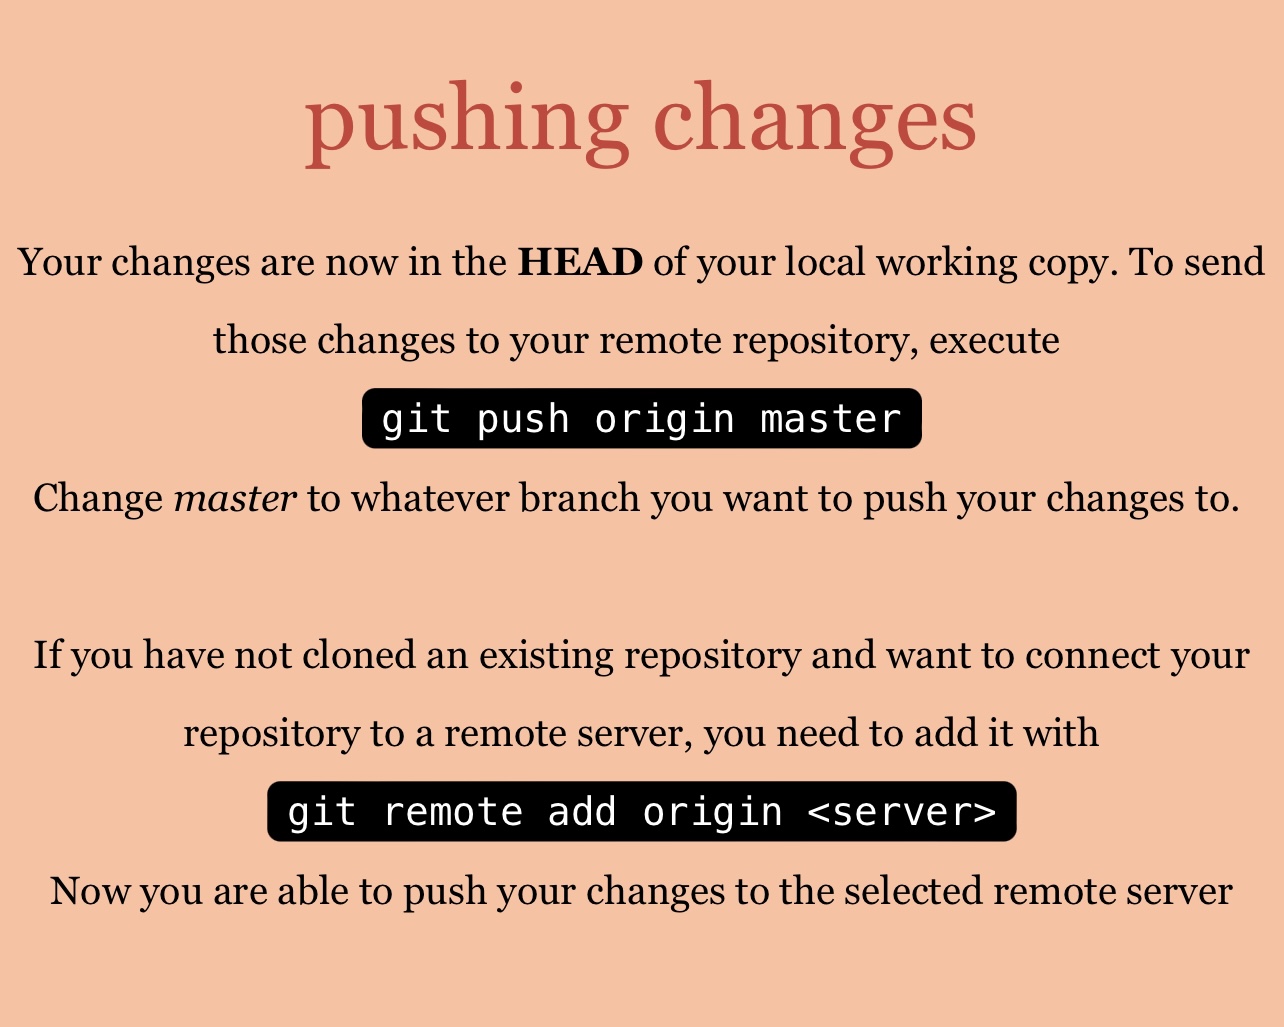 pushing changes
Your changes are now in the HEAD of your local working copy. To send
those changes to your remote repository, execute
git push origin master
Change master to whatever branch you want to push your changes to.
If you have not cloned an existing repository and want to connect your
repository to a remote server, you need to add it with
git remote add origin <server>
Now you are able to push your changes to the selected remote server